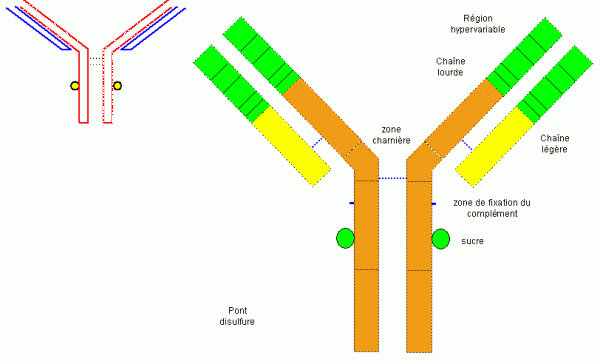 Région
hypervariable
Chaîne
lourde
zone
charnière
Chaîne
légère
zone de fixation du
complément
sucre
Pont
disulfure